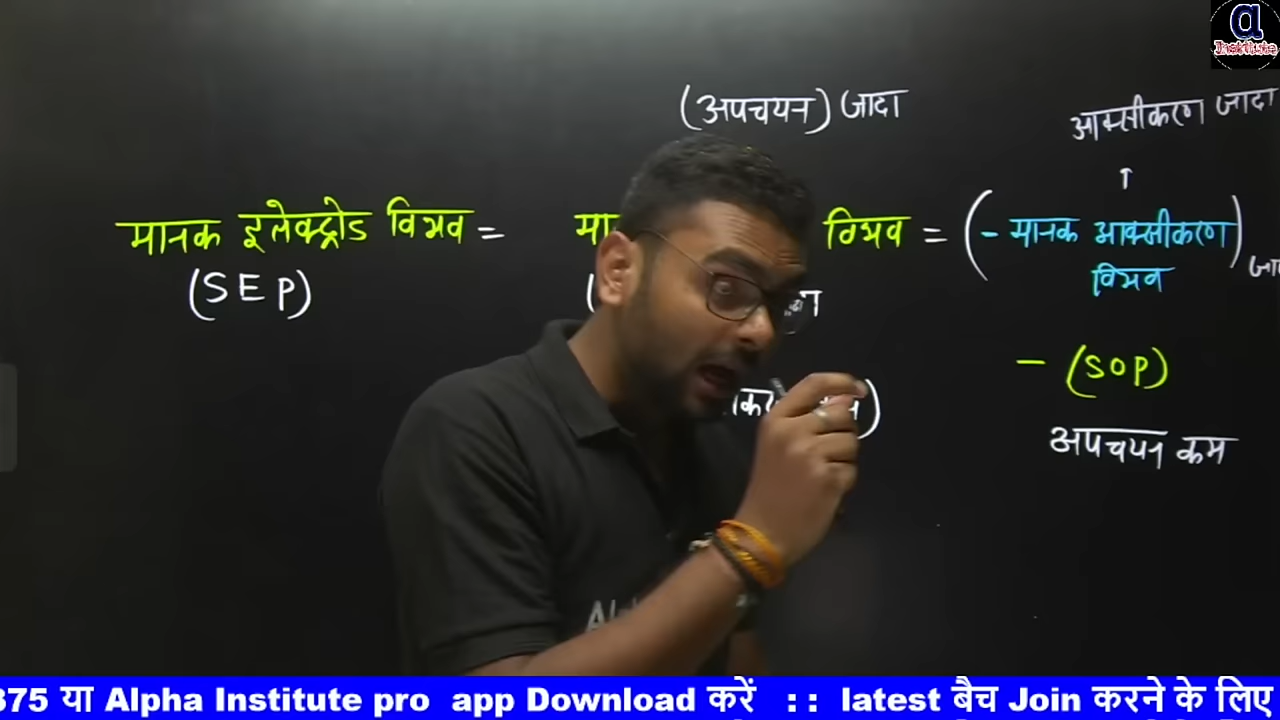 α
Institute
(अपचयन) जादा
आक्सीकरण जादा
↑
मानक इलेक्ट्रोड विभव = विभव = (- मानक आक्सीकरण
विभव)
(SEP)
- (SOP)
अपचयन कम
375 या Alpha Institute pro app Download करें :: latest बैच Join करने के लिए